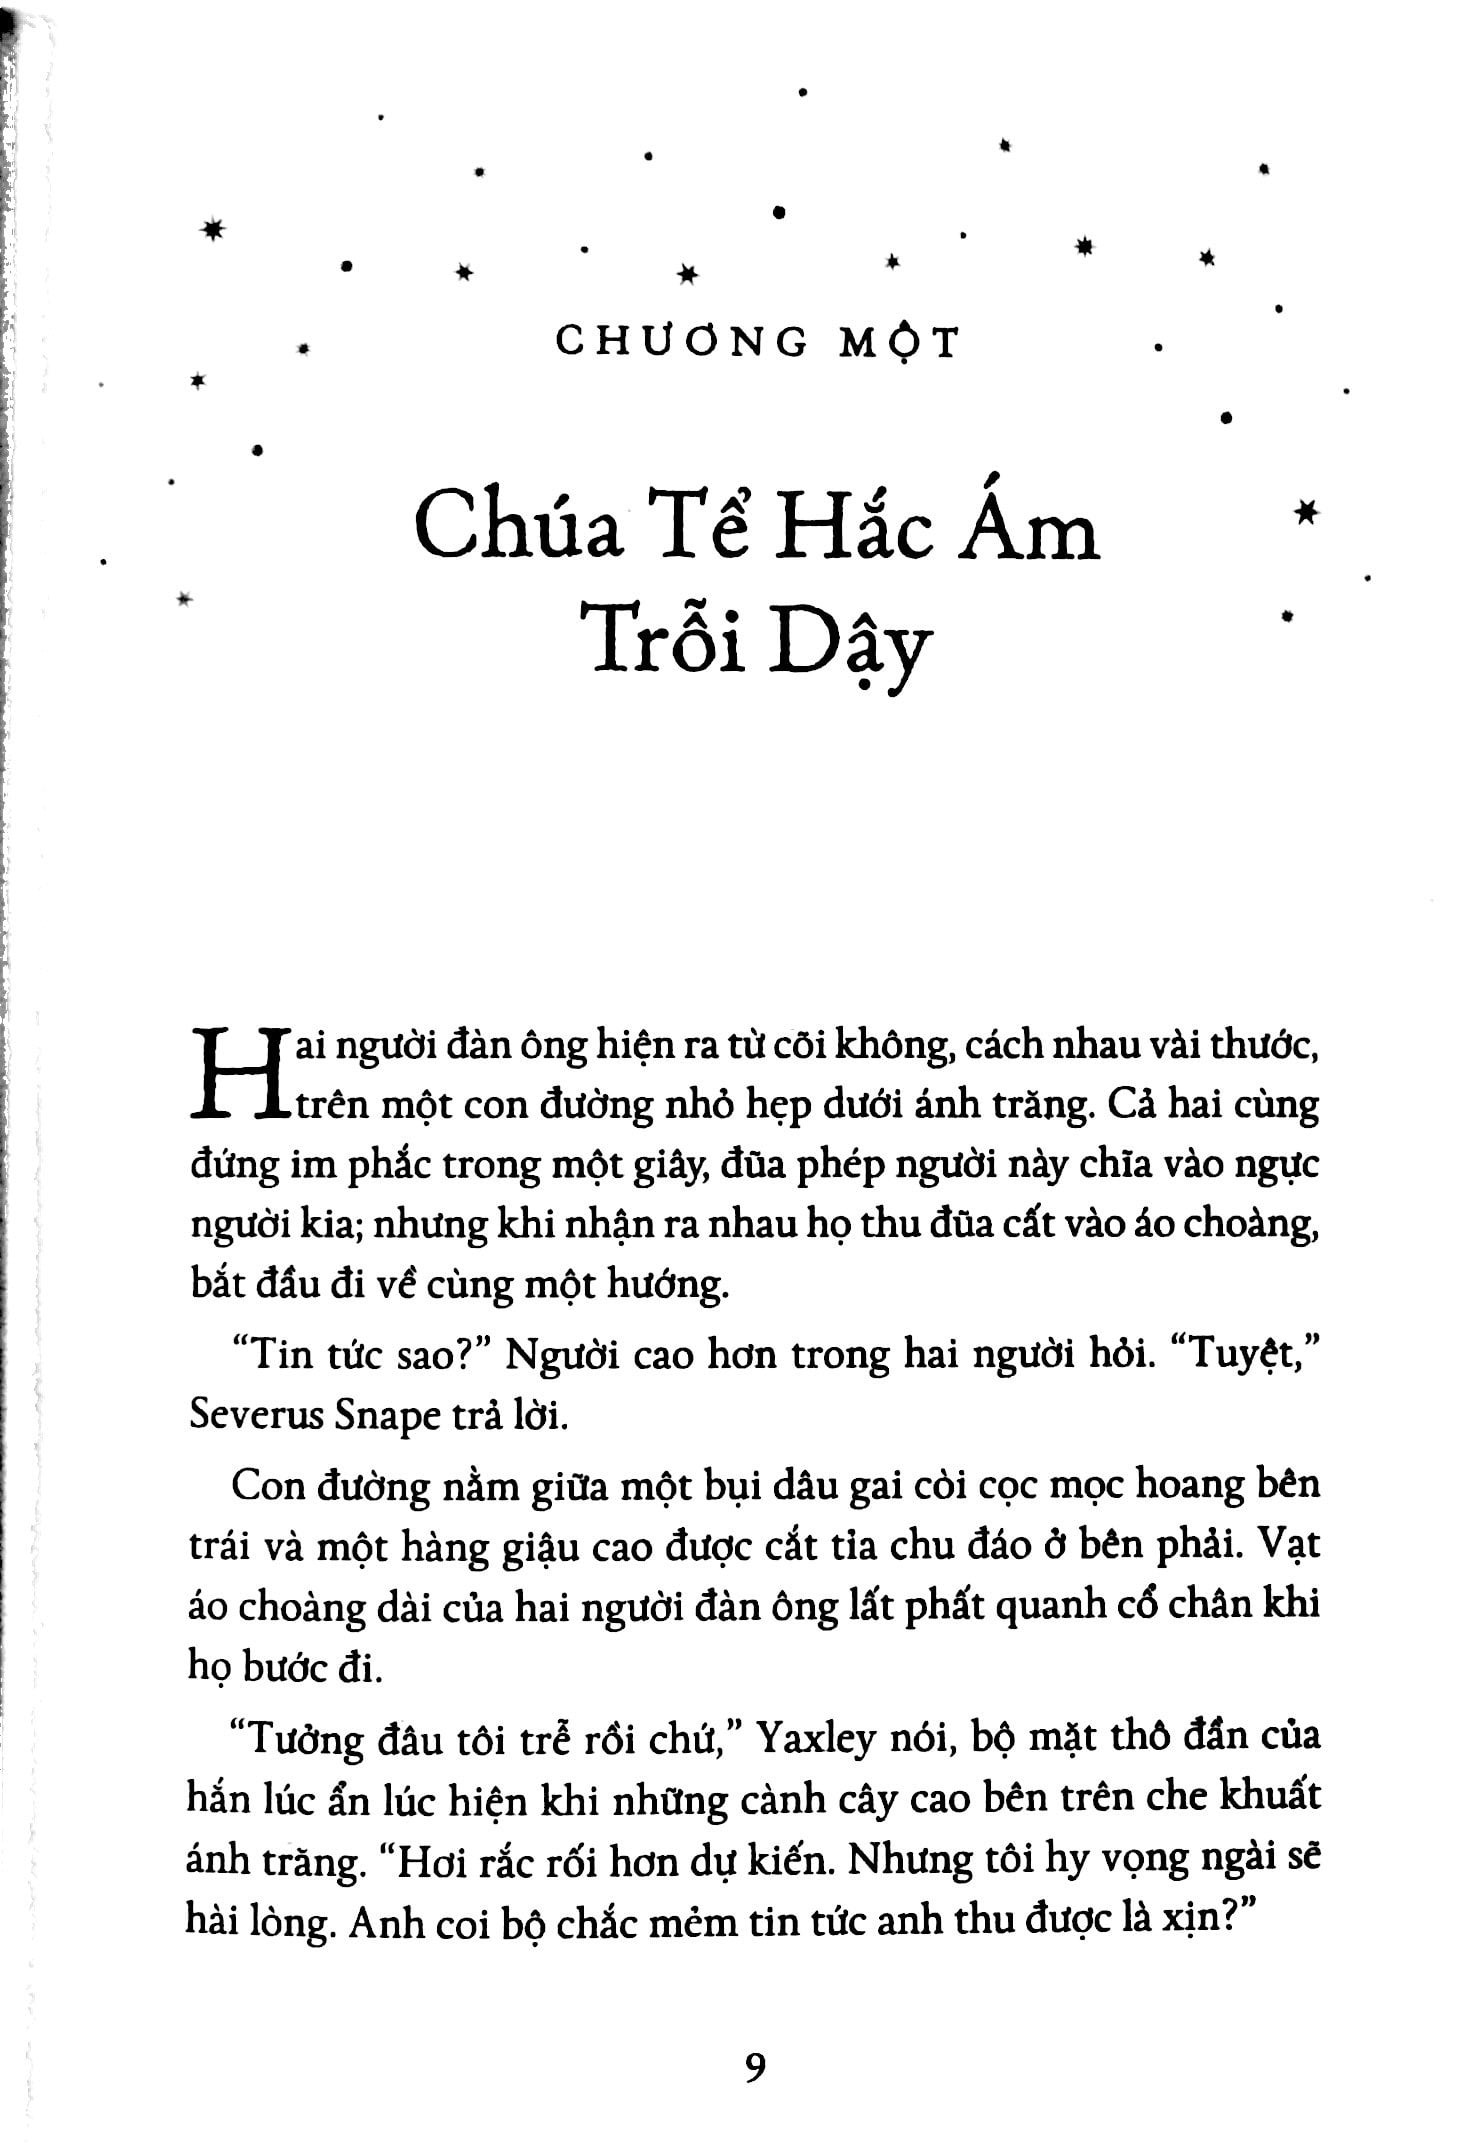 CHƯƠNG MỘT
Chúa Tể Hắc Ám
Trỗi Dậy
Hai người đàn ông hiện ra từ cõi không, cách nhau vài thước,
trên một con đường nhỏ hẹp dưới ánh trăng. Cả hai cùng
đứng im phắc trong một giây, đũa phép người này chĩa vào ngực
người kia; nhưng khi nhận ra nhau họ thu đũa cất vào áo choàng,
bắt đầu đi về cùng một hướng.
“Tin tức sao?” Người cao hơn trong hai người hỏi. “Tuyệt,”
Severus Snape trả lời.
Con đường nằm giữa một bụi dâu gai còi cọc mọc hoang bên
trái và một hàng giậu cao được cắt tỉa chu đáo ở bên phải. Vạt
áo choàng dài của hai người đàn ông lất phất quanh cổ chân khi
họ bước đi.
“Tưởng đâu tôi trễ rồi chứ,” Yaxley nói, bộ mặt thô đần của
hắn lúc ẩn lúc hiện khi những cành cây cao bên trên che khuất
ánh trăng. “Hơi rắc rối hơn dự kiến. Nhưng tôi hy vọng ngài sẽ
hài lòng. Anh coi bộ chắc mẻm tin tức anh thu được là xịn?”
9